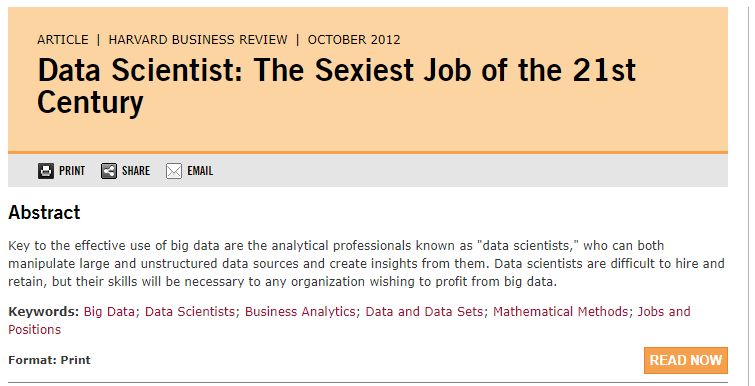 ARTICLE | HARVARD BUSINESS REVIEW | OCTOBER 2012
Data Scientist: The Sexiest Job of the 21st
Century
PRINT SHARE EMAIL
Abstract
Key to the effective use of big data are the analytical professionals known as "data scientists," who can both
manipulate large and unstructured data sources and create insights from them. Data scientists are difficult to hire and
retain, but their skills will be necessary to any organization wishing to profit from big data.
Keywords: Big Data; Data Scientists; Business Analytics; Data and Data Sets; Mathematical Methods; Jobs and
Positions
Format: Print READ NOW